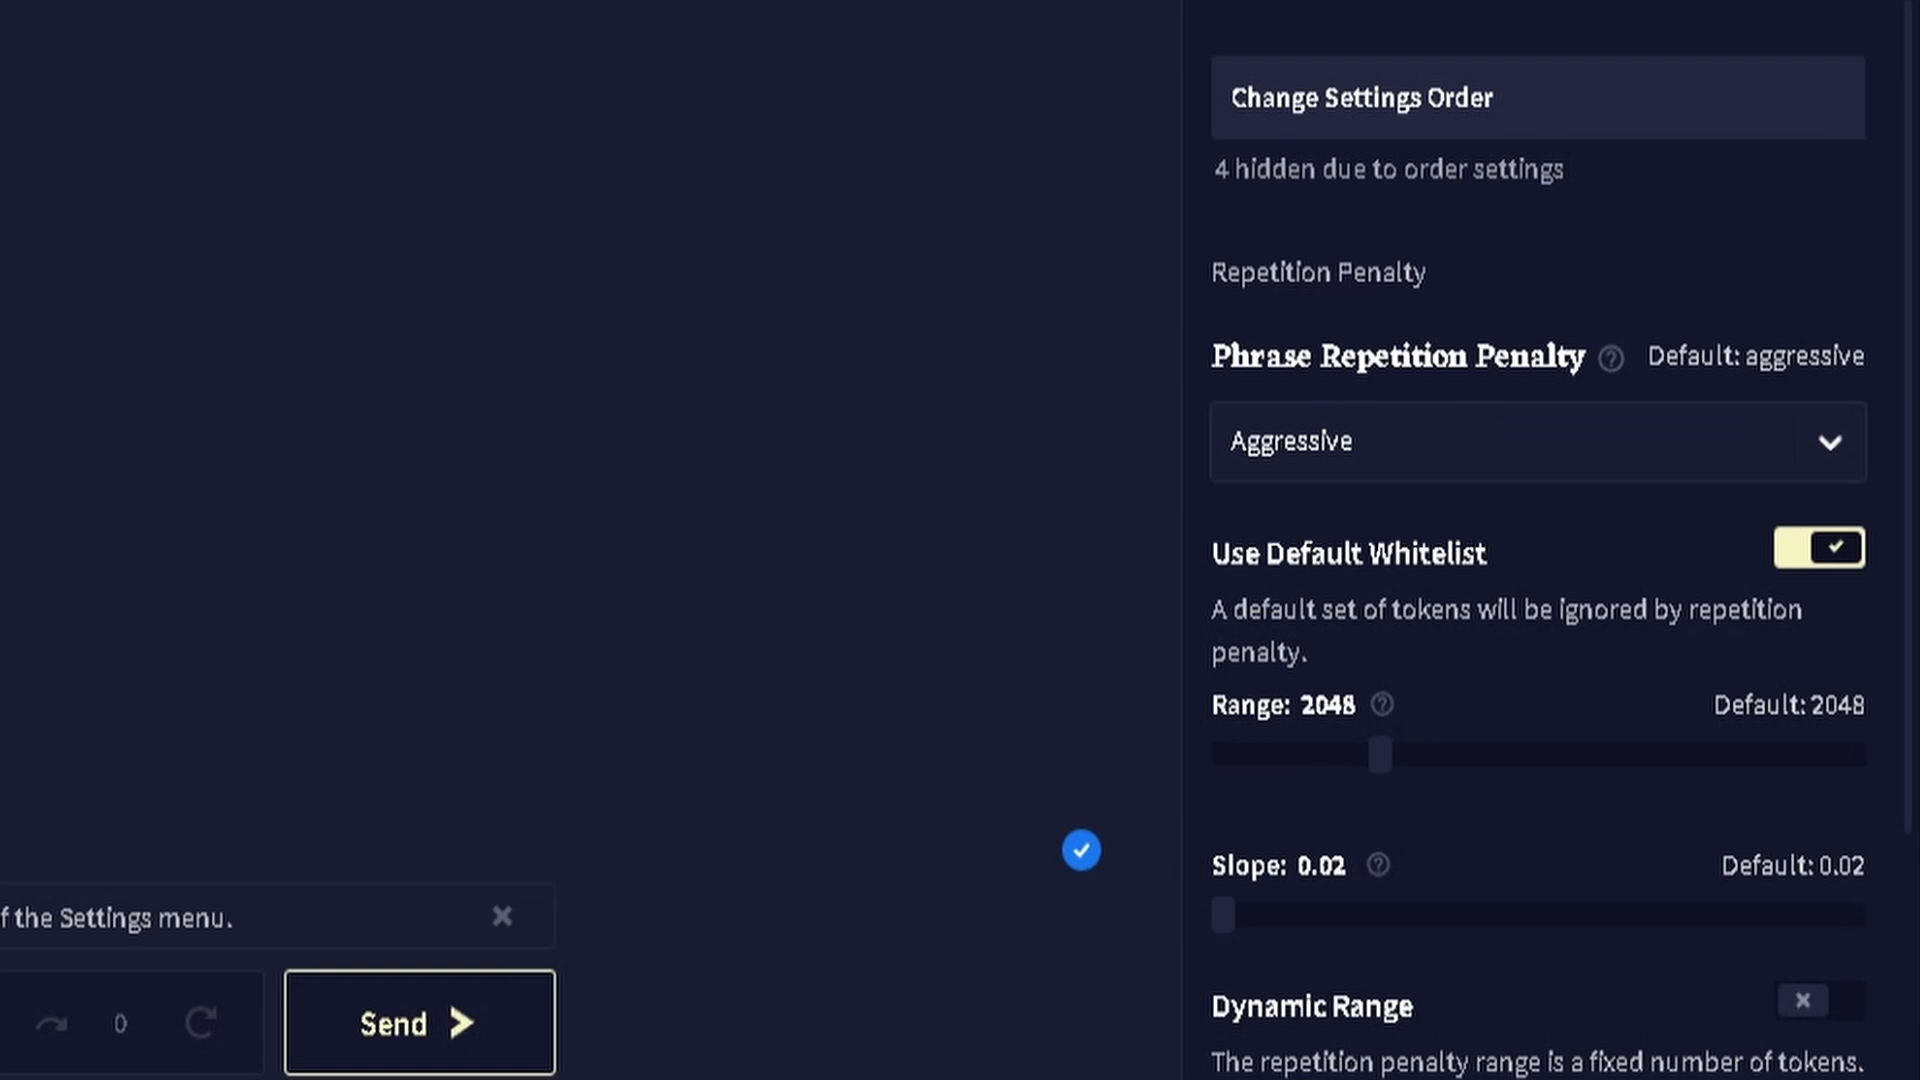 Change Settings Order
4 hidden due to order settings
Repetition Penalty
Phrase Repetition Penalty Default: aggressive
Aggressive
Use Default Whitelist
A default set of tokens will be ignored by repetition
penalty.
Range: 2048 Default: 2048
Slope: 0.02 Default: 0.02
Dynamic Range
The repetition penalty range is a fixed number of tokens.
f the Settings menu.
0
Send